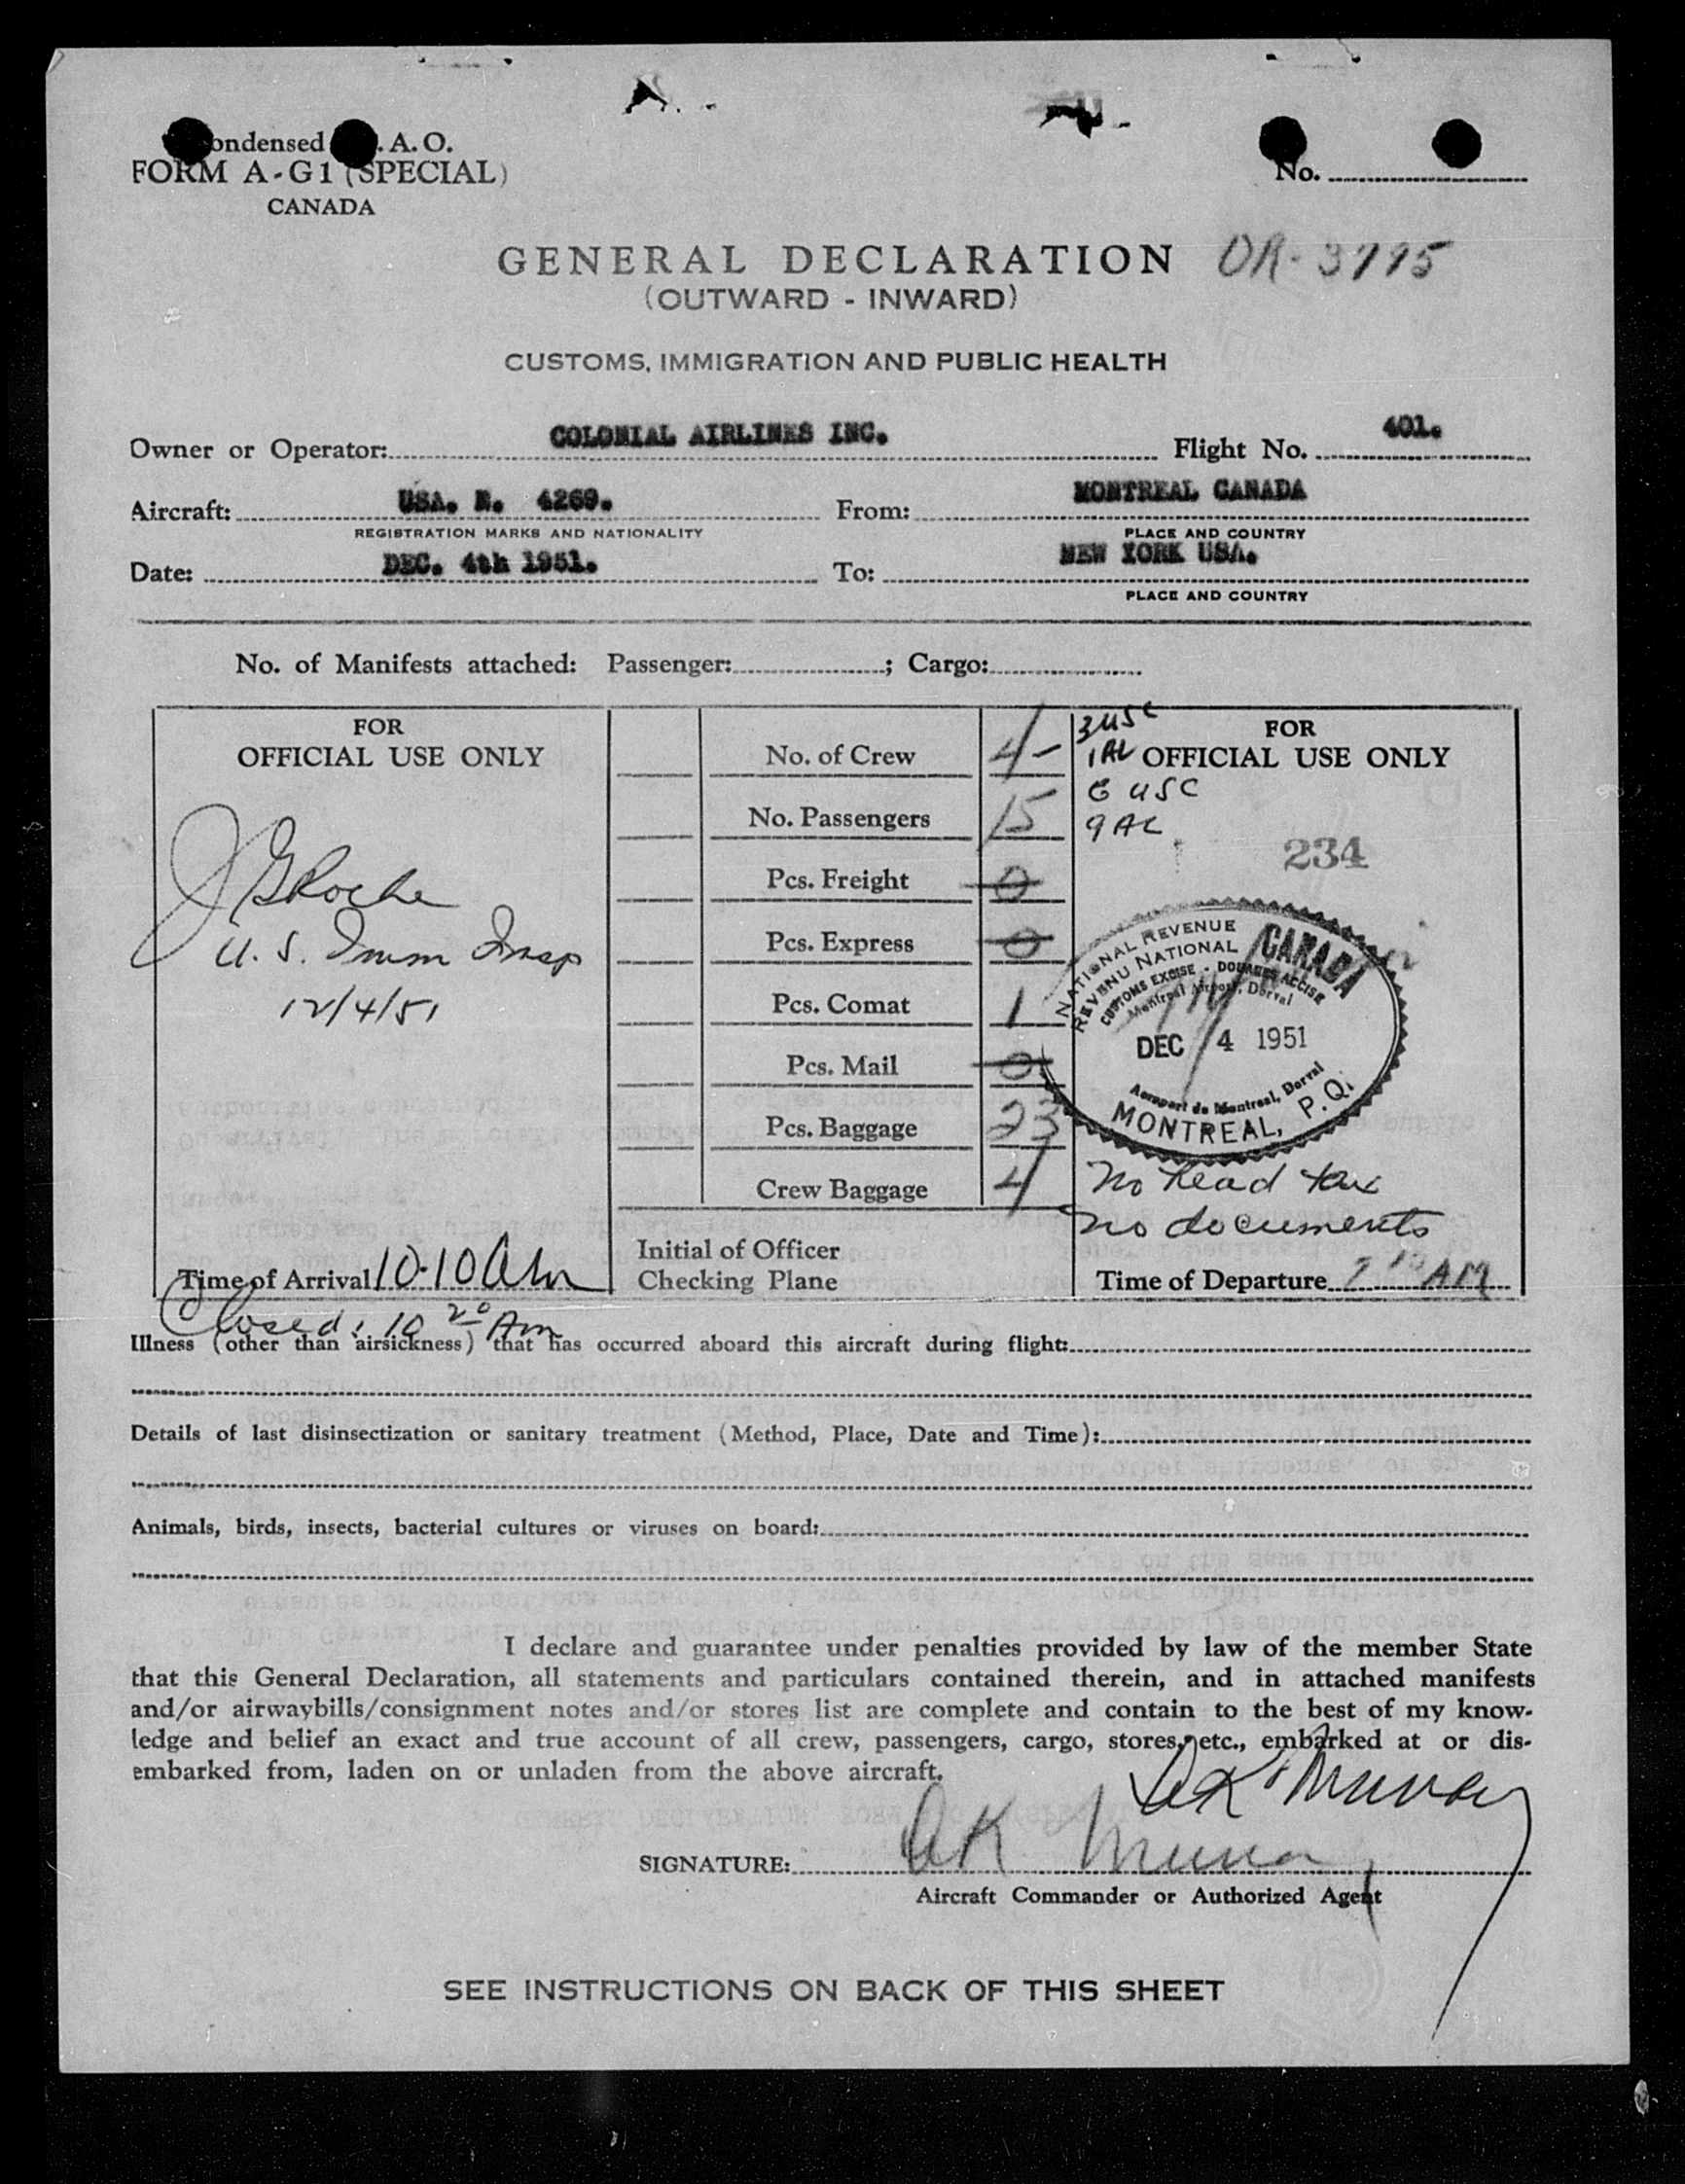 ondensed . A. O.
FORM A-G1 (SPECIAL)
CANADA
No.
GENERAL DECLARATION
(OUTWARD - INWARD)
CUSTOMS, IMMIGRATION AND PUBLIC HEALTH
Owner or Operator: COLONIAL AIRLINES INC. Flight No. 401.
Aircraft: USA. N. 4269. From: MONTREAL CANADA
REGISTRATION MARKS AND NATIONALITY PLACE AND COUNTRY
Date: DEC. 4th 1951. To: NEW YORK USA.
PLACE AND COUNTRY
No. of Manifests attached: Passenger: ; Cargo:
FOR
OFFICIAL USE ONLY
J G Roche
U. S. Imm Insp
12/4/51
Time of Arrival 10.10 am
Closed: 10 20 Am
No. of Crew 4 -
No. Passengers 15
Pcs. Freight 0
Pcs. Express 0
Pcs. Comat 1
Pcs. Mail 0
Pcs. Baggage 23
Crew Baggage 4
Initial of Officer
Checking Plane
3 USC
1 AL
FOR
OFFICIAL USE ONLY
6 USC
9 AL
234
NATIONAL REVENUE
REVENU NATIONAL
CANADA
CUSTOMS EXCISE - DOUANES ACCISE
Montreal Airport, Dorval
DEC 4 1951
Aeroport de Montreal, Dorval
MONTREAL, P.Q.
No head tax
no documents
Time of Departure AM
Illness (other than airsickness) that has occurred aboard this aircraft during flight:
Details of last disinsectization or sanitary treatment (Method, Place, Date and Time):
Animals, birds, insects, bacterial cultures or viruses on board:
I declare and guarantee under penalties provided by law of the member State
that this General Declaration, all statements and particulars contained therein, and in attached manifests
and/or airwaybills/consignment notes and/or stores list are complete and contain to the best of my know-
ledge and belief an exact and true account of all crew, passengers, cargo, stores, etc., embarked at or dis-
embarked from, laden on or unladen from the above aircraft.
SIGNATURE:
Aircraft Commander or Authorized Agent
SEE INSTRUCTIONS ON BACK OF THIS SHEET